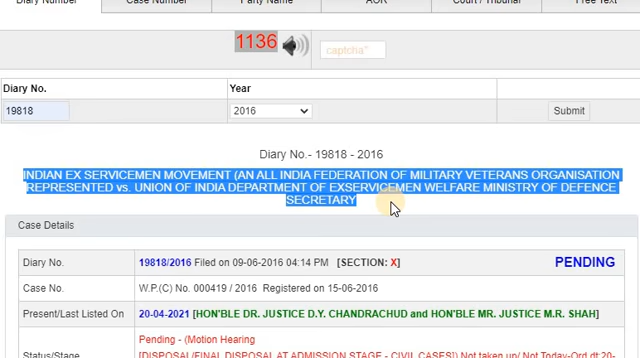 Diary Number Case Number Party Name AOR Court / Tribunal Free Text
1136 captcha*
Diary No. Year
19818 2016 Submit
Diary No.- 19818 - 2016
INDIAN EX SERVICEMEN MOVEMENT (AN ALL INDIA FEDERATION OF MILITARY VETERANS ORGANISATION
REPRESENTED vs. UNION OF INDIA DEPARTMENT OF EXSERVICEMEN WELFARE MINISTRY OF DEFENCE
SECRETARY
Case Details
Diary No. 19818/2016 Filed on 09-06-2016 04:14 PM [SECTION: X] PENDING
Case No. W.P.(C) No. 000419 / 2016 Registered on 15-06-2016
Present/Last Listed On 20-04-2021 [HON'BLE DR. JUSTICE D.Y. CHANDRACHUD and HON'BLE MR. JUSTICE M.R. SHAH]
Pending - (Motion Hearing
Status/Stage [DISPOSAL/FINAL DISPOSAL AT ADMISSION STAGE - CIVIL CASES]) Not taken up/ Not Today-Ord dt:20-